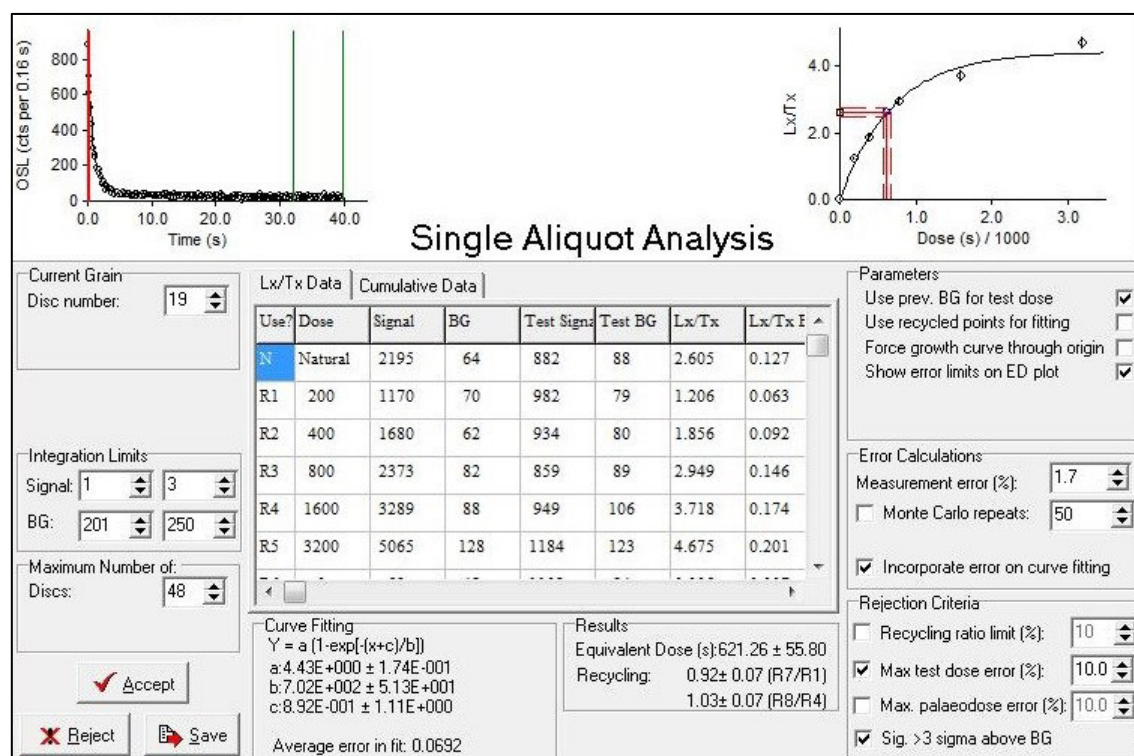 OSL (cts per 0.16 s)
800
600
400
200
0
0.0 10.0 20.0 30.0 40.0
Time (s)
Lx/Tx
4.0
2.0
0.0
0.0 1.0 2.0 3.0
Dose (s) / 1000
Single Aliquot Analysis
Current Grain
Disc number: 19
Integration Limits
Signal: 1 3
BG: 201 250
Maximum Number of:
Discs: 48
Accept
Reject Save
Lx/Tx Data Cumulative Data
Use? Dose Signal BG Test Signa Test BG Lx/Tx Lx/Tx E
N Natural 2195 64 882 88 2.605 0.127
R1 200 1170 70 982 79 1.206 0.063
R2 400 1680 62 934 80 1.856 0.092
R3 800 2373 82 859 89 2.949 0.146
R4 1600 3289 88 949 106 3.718 0.174
R5 3200 5065 128 1184 123 4.675 0.201
Curve Fitting
Y = a (1-exp[-(x+c)/b])
a:4.43E+000 ± 1.74E-001
b:7.02E+002 ± 5.13E+001
c:8.92E-001 ± 1.11E+000
Average error in fit: 0.0692
Results
Equivalent Dose (s):621.26 ± 55.80
Recycling: 0.92± 0.07 (R7/R1)
1.03± 0.07 (R8/R4)
Parameters
Use prev. BG for test dose
Use recycled points for fitting
Force growth curve through origin
Show error limits on ED plot
Error Calculations
Measurement error (%): 1.7
Monte Carlo repeats: 50
Incorporate error on curve fitting
Rejection Criteria
Recycling ratio limit (%): 10
Max test dose error (%): 10.0
Max. palaeodose error (%): 10.0
Sig. >3 sigma above BG